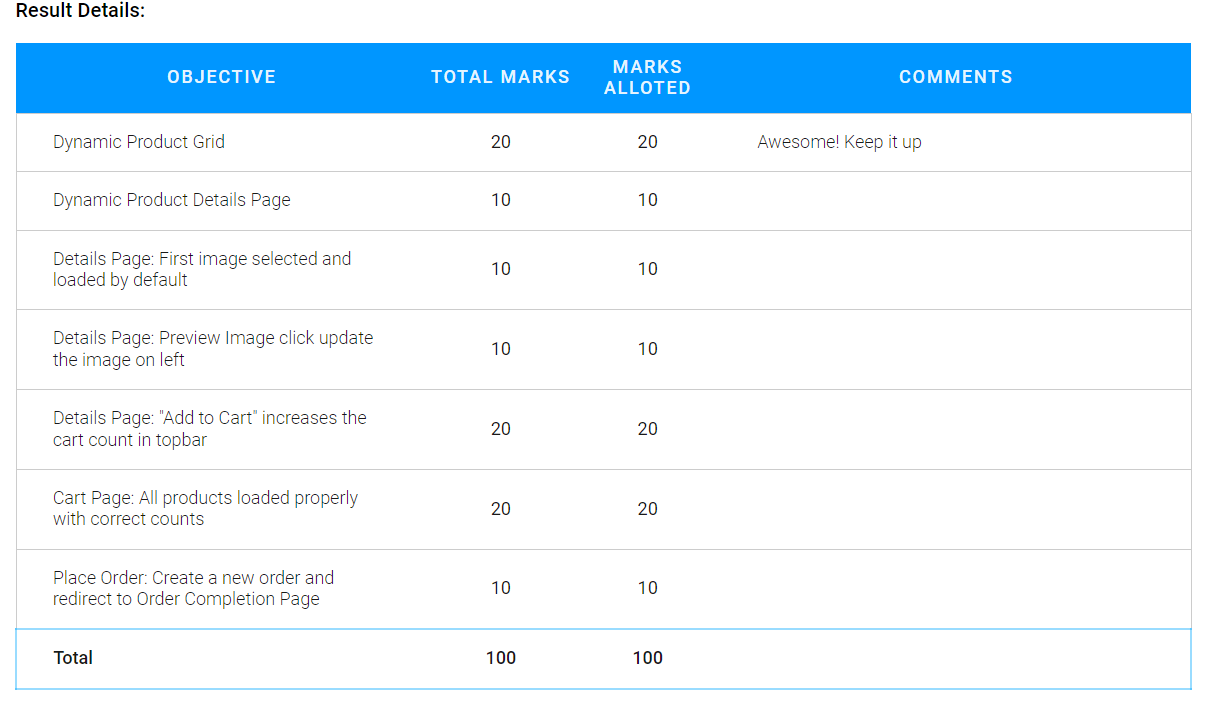 Result Details:
OBJECTIVE TOTAL MARKS MARKS ALLOTED COMMENTS
Dynamic Product Grid 20 20 Awesome! Keep it up
Dynamic Product Details Page 10 10
Details Page: First image selected and
loaded by default 10 10
Details Page: Preview Image click update
the image on left 10 10
Details Page: "Add to Cart" increases the
cart count in topbar 20 20
Cart Page: All products loaded properly
with correct counts 20 20
Place Order: Create a new order and
redirect to Order Completion Page 10 10
Total 100 100